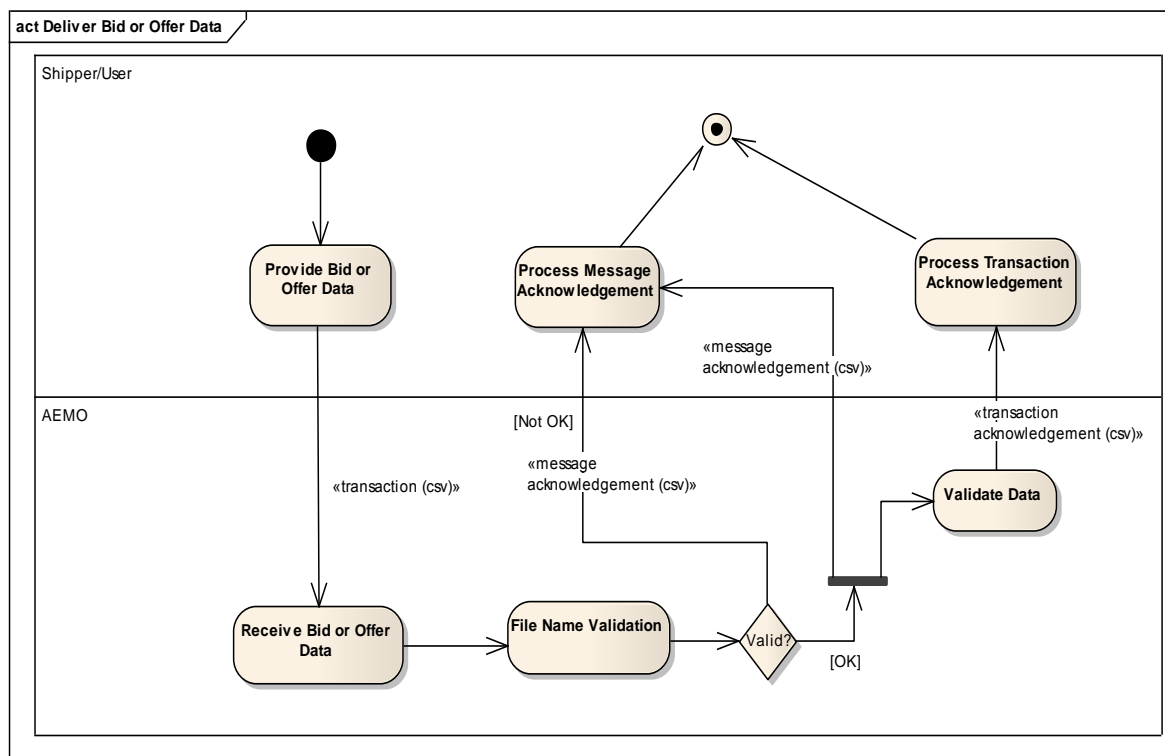 act Deliver Bid or Offer Data
Shipper/User
Provide Bid or
Offer Data
Process Message
Acknowledgement
Process Transaction
Acknowledgement
«message
acknowledgement (csv)»
AEMO
[Not OK]
«transaction
acknowledgement (csv)»
«message
acknowledgement (csv)»
«transaction (csv)»
Validate Data
Receive Bid or Offer
Data
File Name Validation
Valid?
[OK]